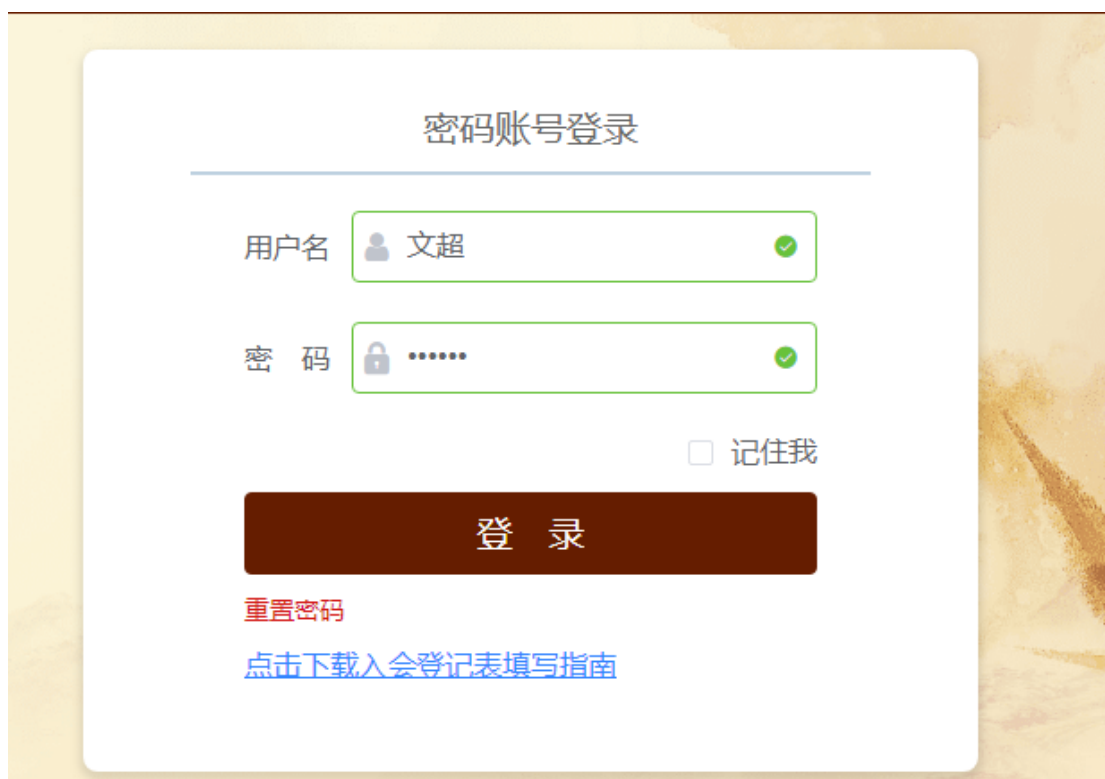 密码账号登录
用户名 文超
密 码 ••••••
记住我
登 录
重置密码
点击下载入会登记表填写指南